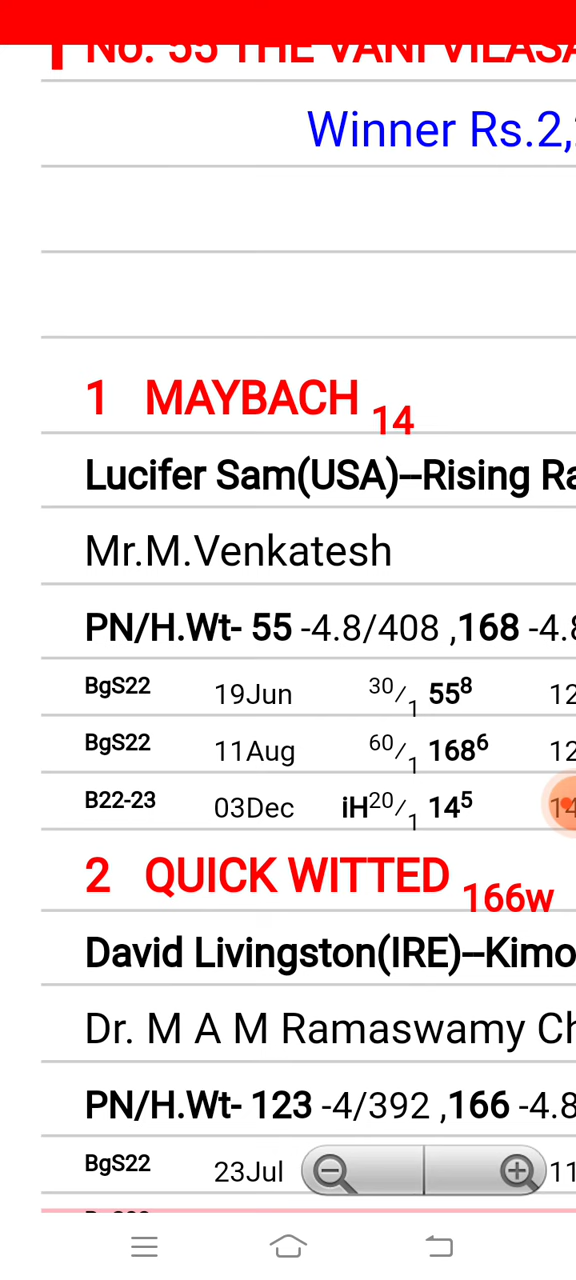 No. 55 THE VANI VILASA
Winner Rs.2,
1 MAYBACH 14
Lucifer Sam(USA)--Rising Ra
Mr.M.Venkatesh
PN/H.Wt- 55 -4.8/408 ,168 -4.8
BgS22 19Jun 30/1 55⁸ 12
BgS22 11Aug 60/1 168⁶ 12
B22-23 03Dec iH20/1 14⁵ 14
2 QUICK WITTED 166w
David Livingston(IRE)--Kimo
Dr. M A M Ramaswamy Ch
PN/H.Wt- 123 -4/392 ,166 -4.8
BgS22 23Jul 11